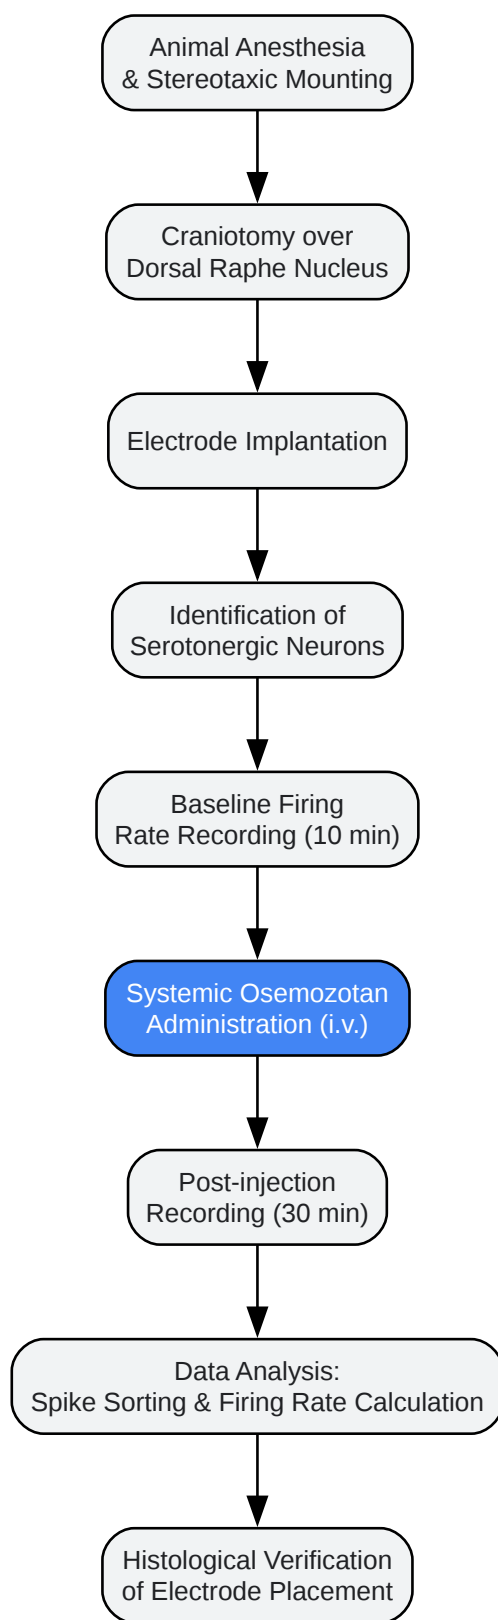 Animal Anesthesia
& Stereotaxic Mounting
Craniotomy over
Dorsal Raphe Nucleus
Electrode Implantation
Identification of
Serotonergic Neurons
Baseline Firing
Rate Recording (10 min)
Systemic Osemozotan
Administration (i.v.)
Post-injection
Recording (30 min)
Data Analysis:
Spike Sorting & Firing Rate Calculation
Histological Verification
of Electrode Placement